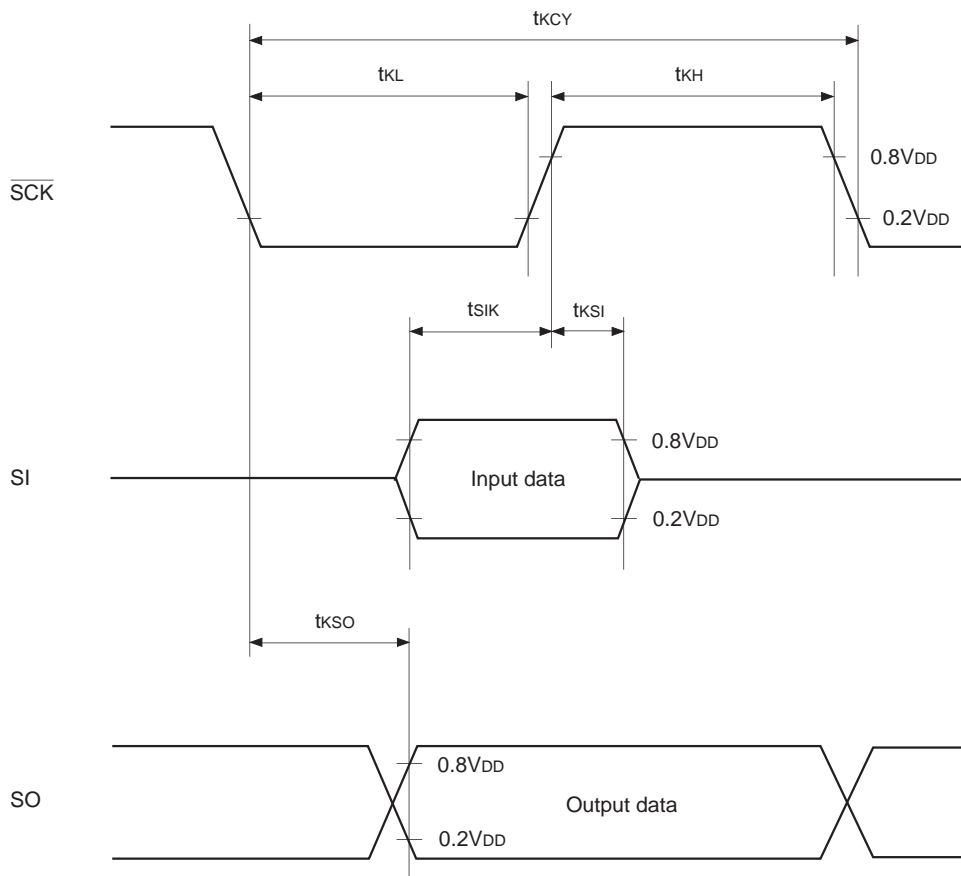 tKCY
tKL
tKH
0.8VDD
SCK
0.2VDD
tSIK
tKSI
0.8VDD
SI
Input data
0.2VDD
tKSO
0.8VDD
SO
Output data
0.2VDD